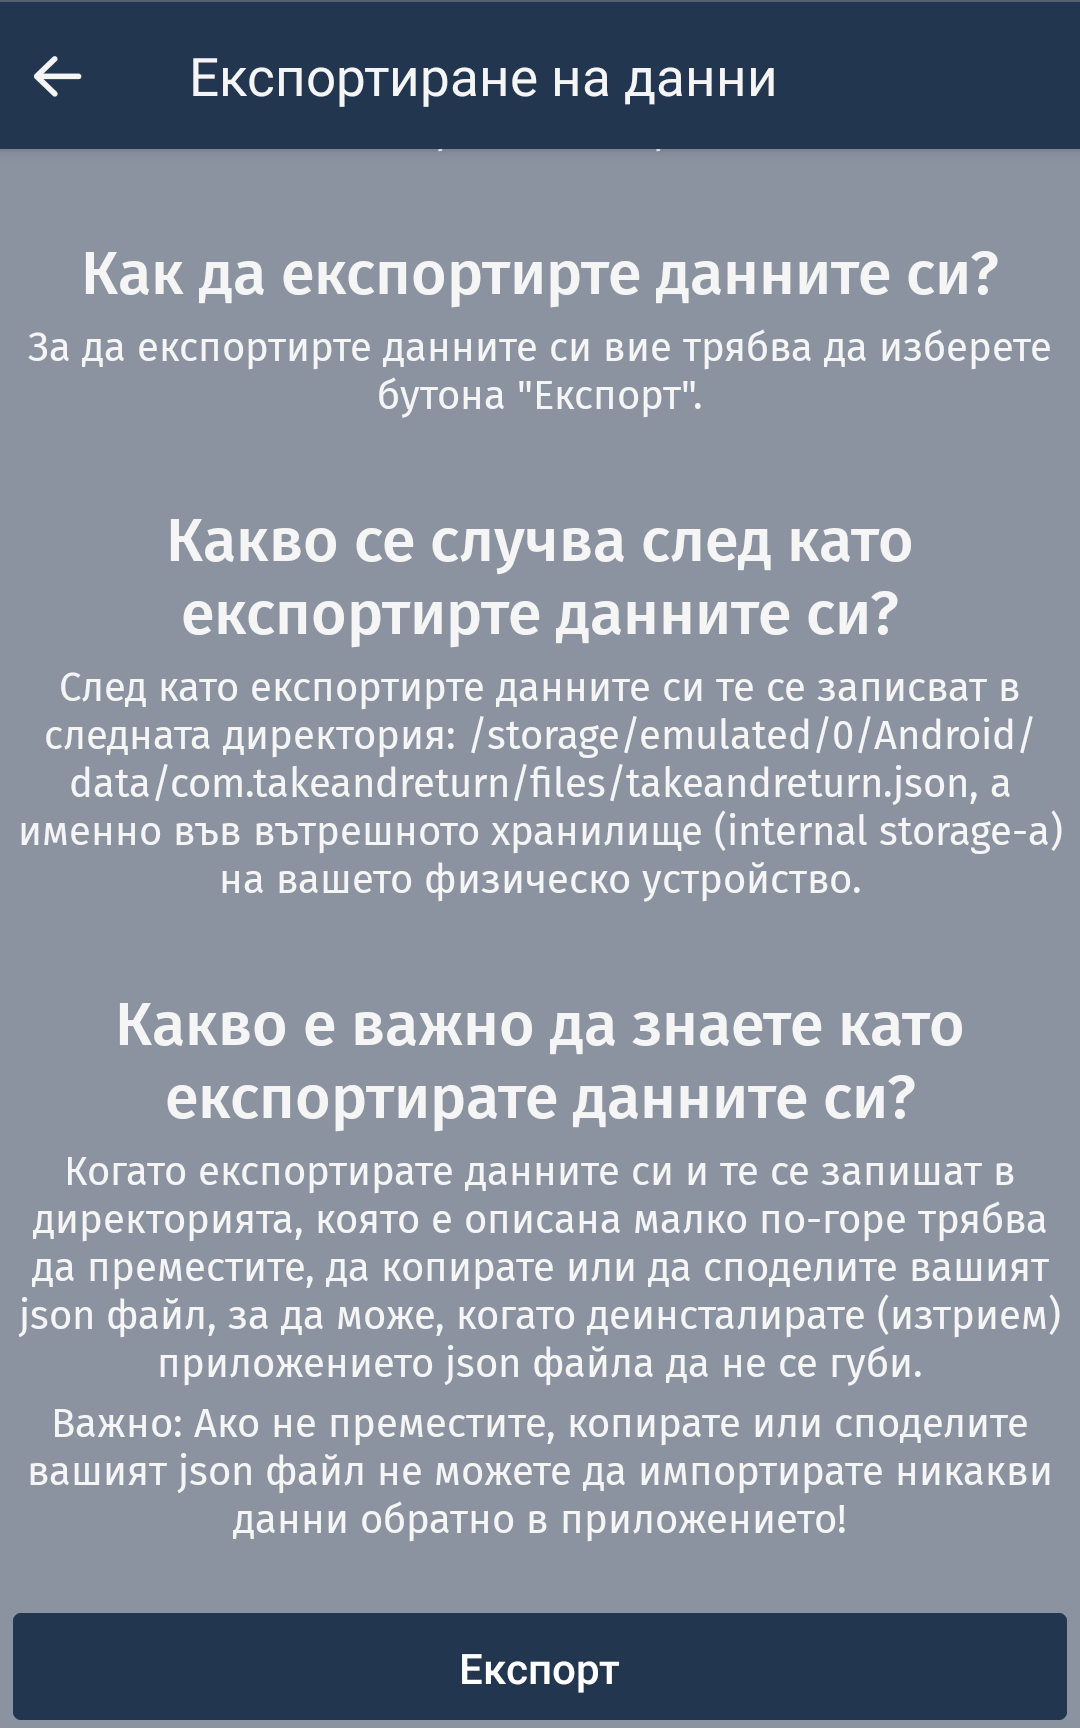 Експортиране на данни
Как да експортирте данните си?
За да експортирте данните си вие трябва да изберете
бутона "Експорт".
Какво се случва след като
експортирте данните си?
След като експортирте данните си те се записват в
следната директория: /storage/emulated/0/Android/
data/com.takeandreturn/files/takeandreturn.json, а
именно във вътрешното хранилище (internal storage-а)
на вашето физическо устройство.
Какво е важно да знаете като
експортирате данните си?
Когато експортирате данните си и те се запишат в
директорията, която е описана малко по-горе трябва
да преместите, да копирате или да споделите вашият
json файл, за да може, когато деинсталирате (изтрием)
приложението json файла да не се губи.
Важно: Ако не преместите, копирате или споделите
вашият json файл не можете да импортирате никакви
данни обратно в приложението!
Експорт